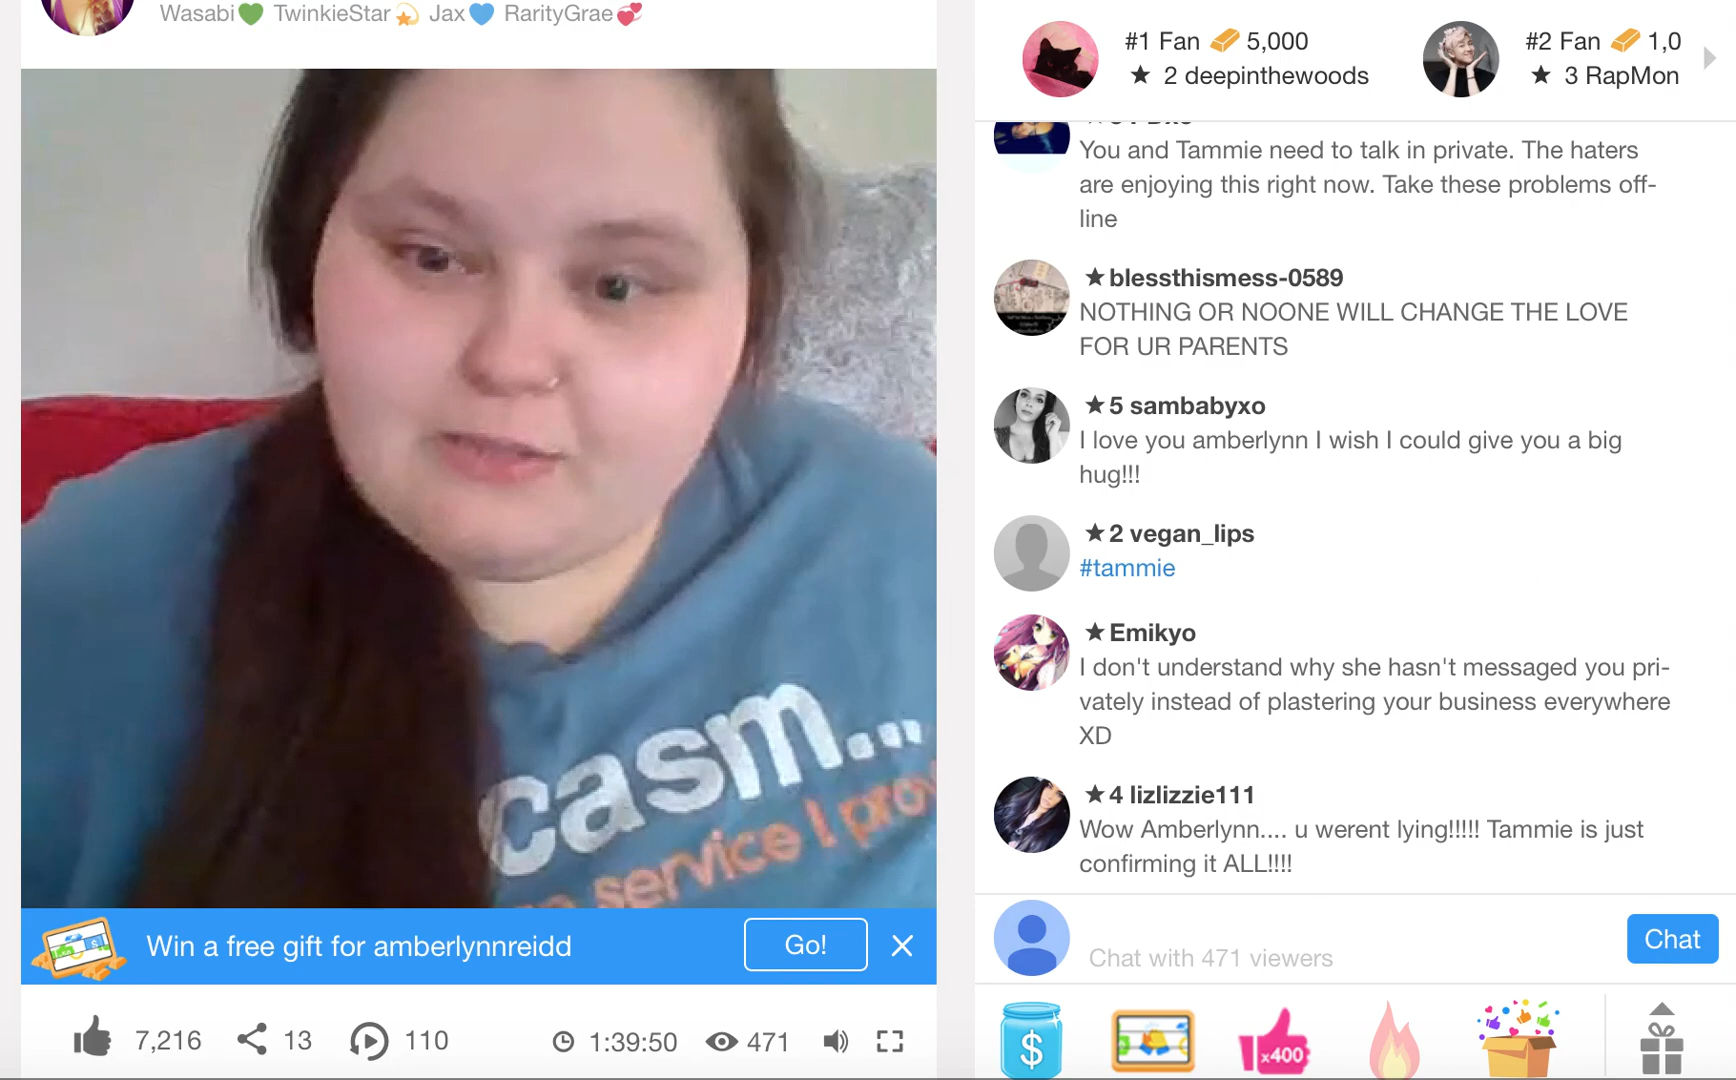 Wasabi💚 TwinkieStar💫 Jax💙 RarityGrae💞
casm...
service I pro
Win a free gift for amberlynnreidd
Go!
7,216
13
110
1:39:50
471
#1 Fan 5,000
★ 2 deepinthewoods
#2 Fan 1,0
★ 3 RapMon
You and Tammie need to talk in private. The haters
are enjoying this right now. Take these problems off-
line
★blessthismess-0589
NOTHING OR NOONE WILL CHANGE THE LOVE
FOR UR PARENTS
★5 sambabyxo
I love you amberlynn I wish I could give you a big
hug!!!
★2 vegan_lips
#tammie
★Emikyo
I don't understand why she hasn't messaged you pri-
vately instead of plastering your business everywhere
XD
★4 lizlizzie111
Wow Amberlynn.... u werent lying!!!!! Tammie is just
confirming it ALL!!!!
Chat with 471 viewers
Chat
$
x400